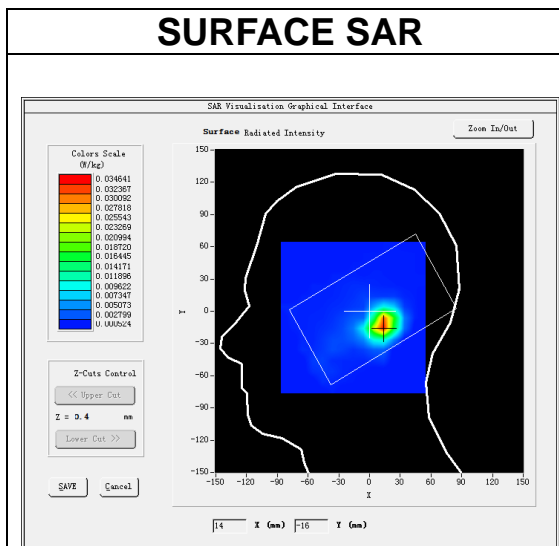 SURFACE SAR
SAR Visualisation Graphical Interface
Surface Radiated Intensity
Zoom In/Out
Colors Scale
(W/kg)
0.034641
0.032367
0.030092
0.027818
0.025543
0.023269
0.020994
0.018720
0.016445
0.014171
0.011896
0.009622
0.007347
0.005073
0.002799
0.000524
Z-Cuts Control
<< Upper Cut
Z = 0.4 mm
Lower Cut >>
SAVE Cancel
150
120
90
60
30
0
-30
-60
-90
-120
-150
Y
-150 -120 -90 -60 -30 0 30 60 90 120 150
X
14 X (mm) -16 Y (mm)